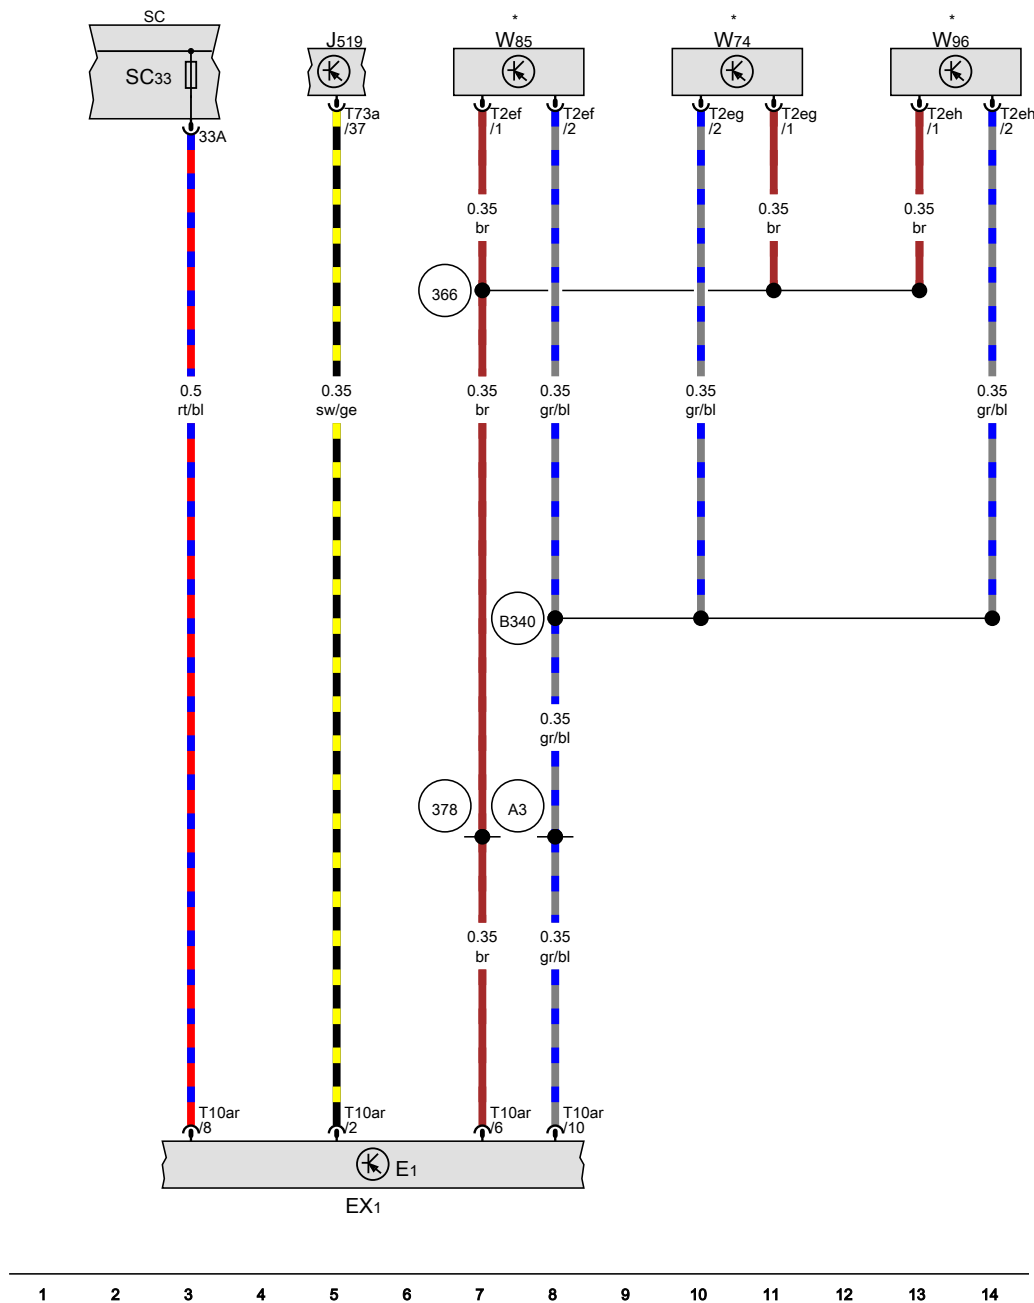 SC
* * *
J519 W85 W74 W96
SC33
33A
T73a
/37
T2ef
/1
T2ef
/2
T2eg
/2
T2eg
/1
T2eh
/1
T2eh
/2
0.35
br
0.35
br
0.35
br
366
0.5
rt/bl
0.35
sw/ge
0.35
br
0.35
gr/bl
0.35
gr/bl
0.35
gr/bl
B340
0.35
gr/bl
378
A3
0.35
br
0.35
gr/bl
T10ar
/8
T10ar
/2
T10ar
/6
T10ar
/10
E1
EX1
1 2 3 4 5 6 7 8 9 10 11 12 13 14